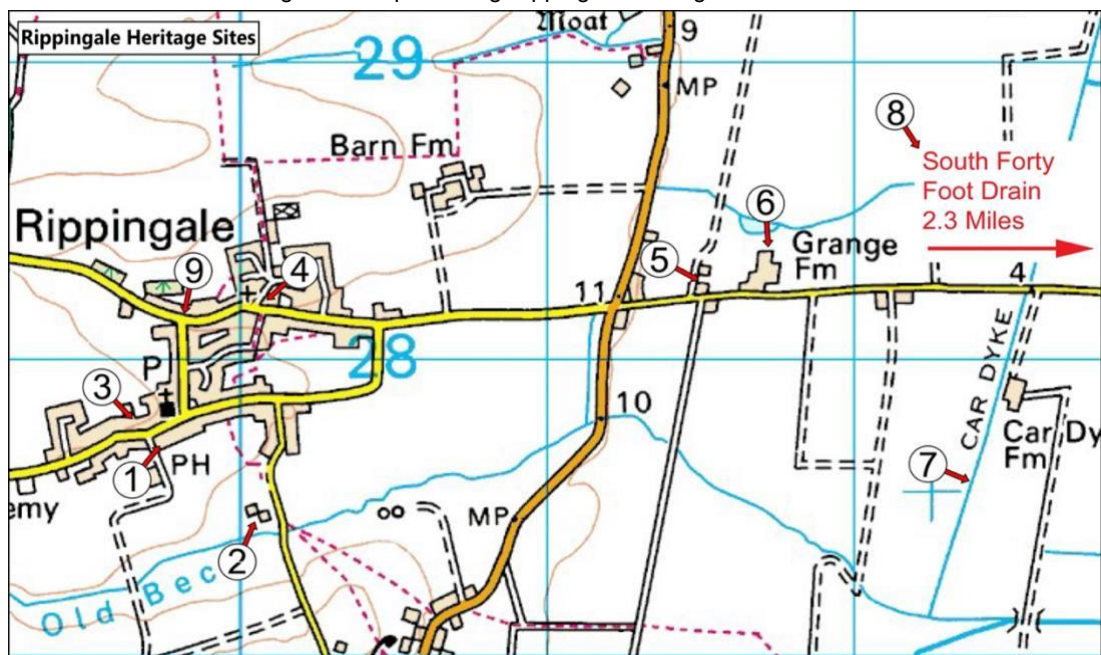 Rippingale Heritage Sites
Moat
9
29
MP
8
Barn Fm
South Forty
Foot Drain
2.3 Miles
Rippingale
6
Grange
Fm
9
4
5
11
4
28
P
CAR DYKE
3
10
Car Dy
Fm
1
PH
7
emy
MP
2
Old Bec